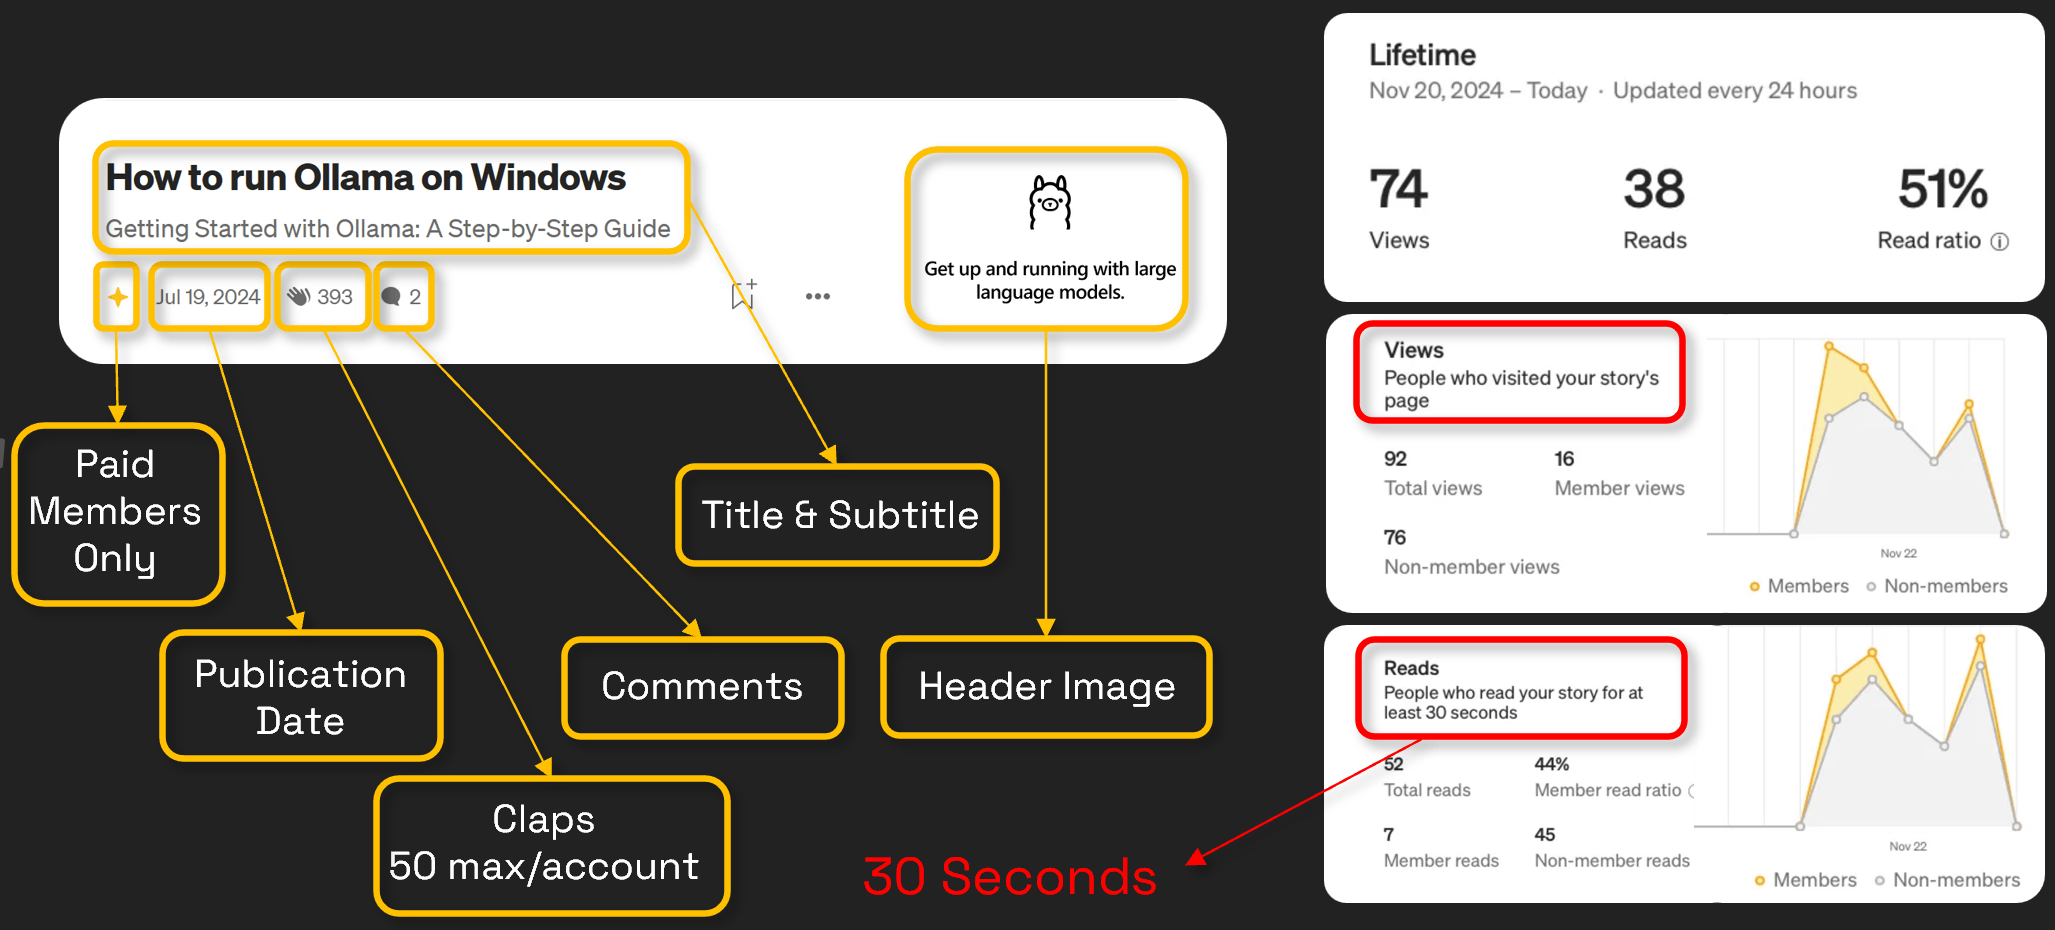 How to run Ollama on Windows
Getting Started with Ollama: A Step-by-Step Guide
Jul 19, 2024
393
2
Get up and running with large
language models.
Paid
Members
Only
Publication
Date
Claps
50 max/account
Comments
Title & Subtitle
Header Image
30 Seconds
Lifetime
Nov 20, 2024 – Today · Updated every 24 hours
74
38
51%
Views
Reads
Read ratio
Views
People who visited your story's
page
92
16
Total views
Member views
76
Non-member views
Nov 22
Members
Non-members
Reads
People who read your story for at
least 30 seconds
52
44%
Total reads
Member read ratio
7
45
Member reads
Non-member reads
Nov 22
Members
Non-members